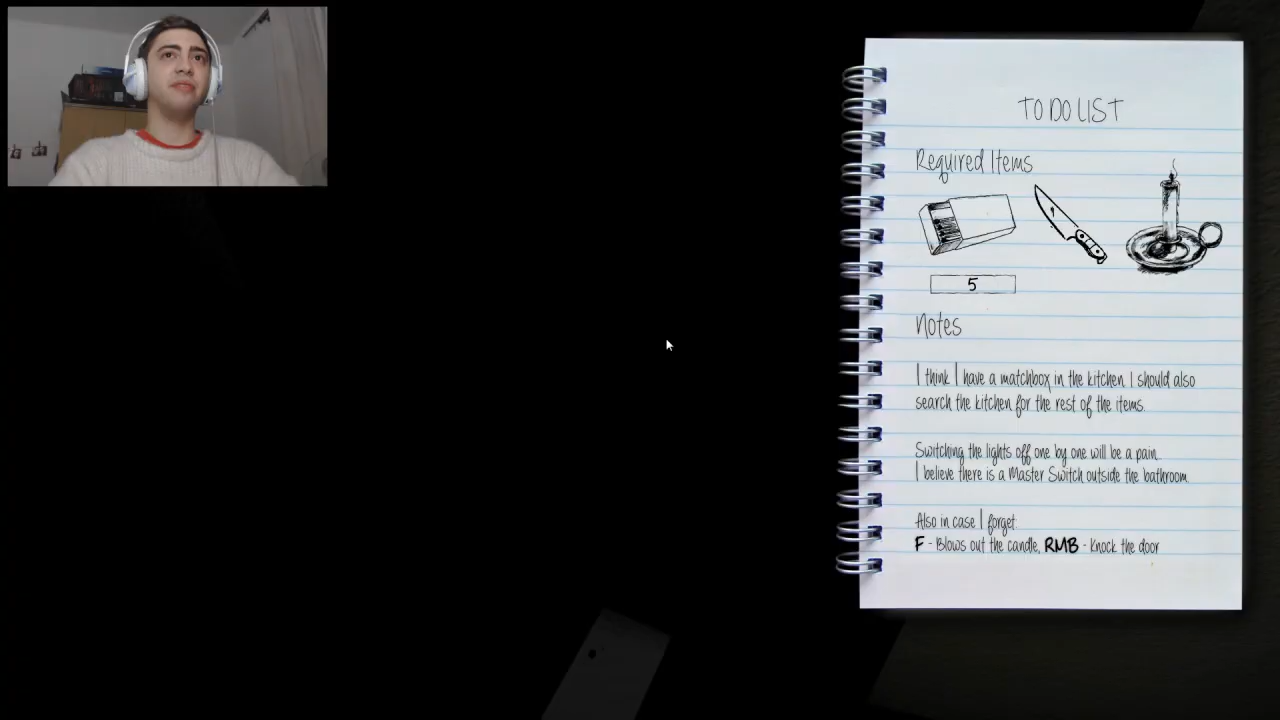 TO DO LIST
Required Items
5
Notes
I think I have a matchbox in the kitchen. I should also
search the kitchen for the rest of the items.
Switching the lights off one by one will be a pain.
I believe there is a Master Switch outside the bathroom.
Also in case I forget:
F - Blows out the candle, RMB - Knock the door